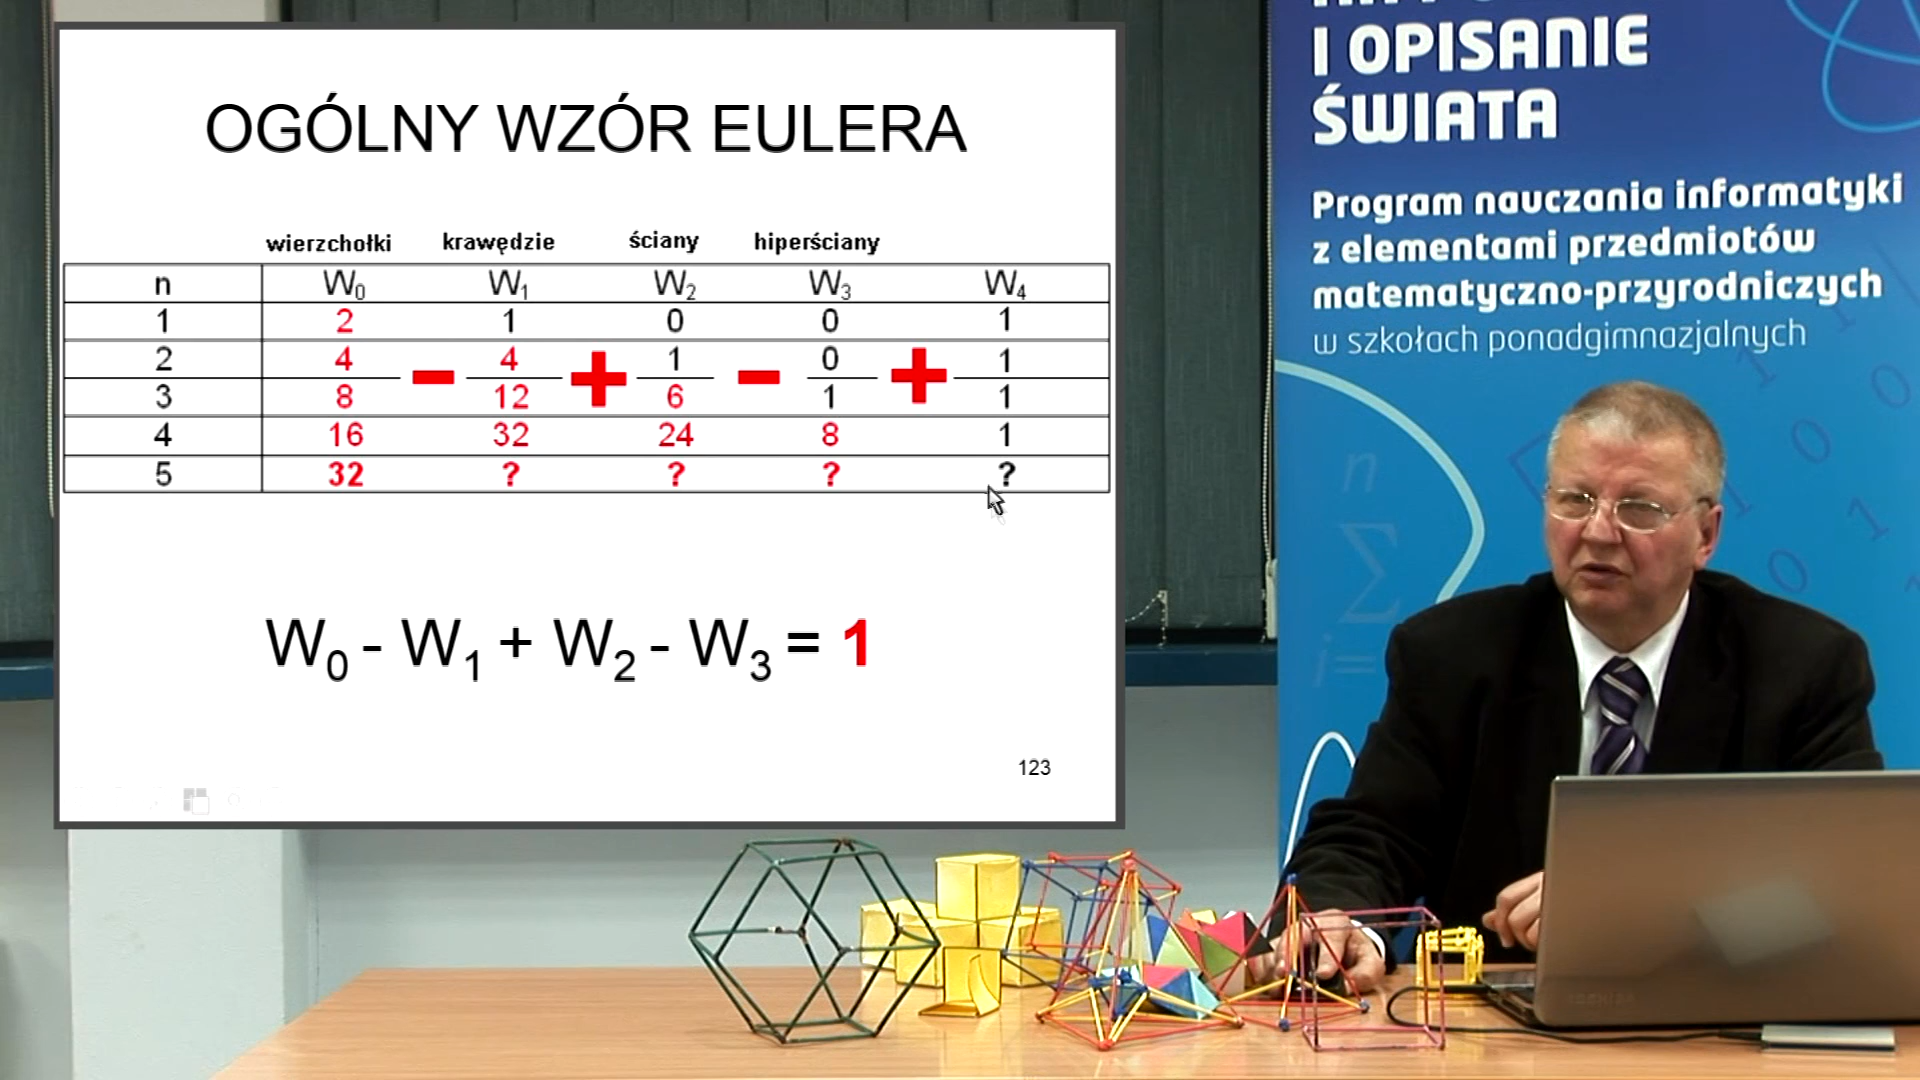 OGÓLNY WZÓR EULERA
wierzchołki krawędzie ściany hiperściany
n W0 W1 W2 W3 W4
1 2 1 0 0 1
2 4 4 1 0 1
3 8 12 6 1 1
− + − +
4 16 32 24 8 1
5 32 ? ? ? ?
W0 - W1 + W2 - W3 = 1
123
I OPISANIE
ŚWIATA
Program nauczania informatyki
z elementami przedmiotów
matematyczno-przyrodniczych
w szkołach ponadgimnazjalnych
n
Σ
i=